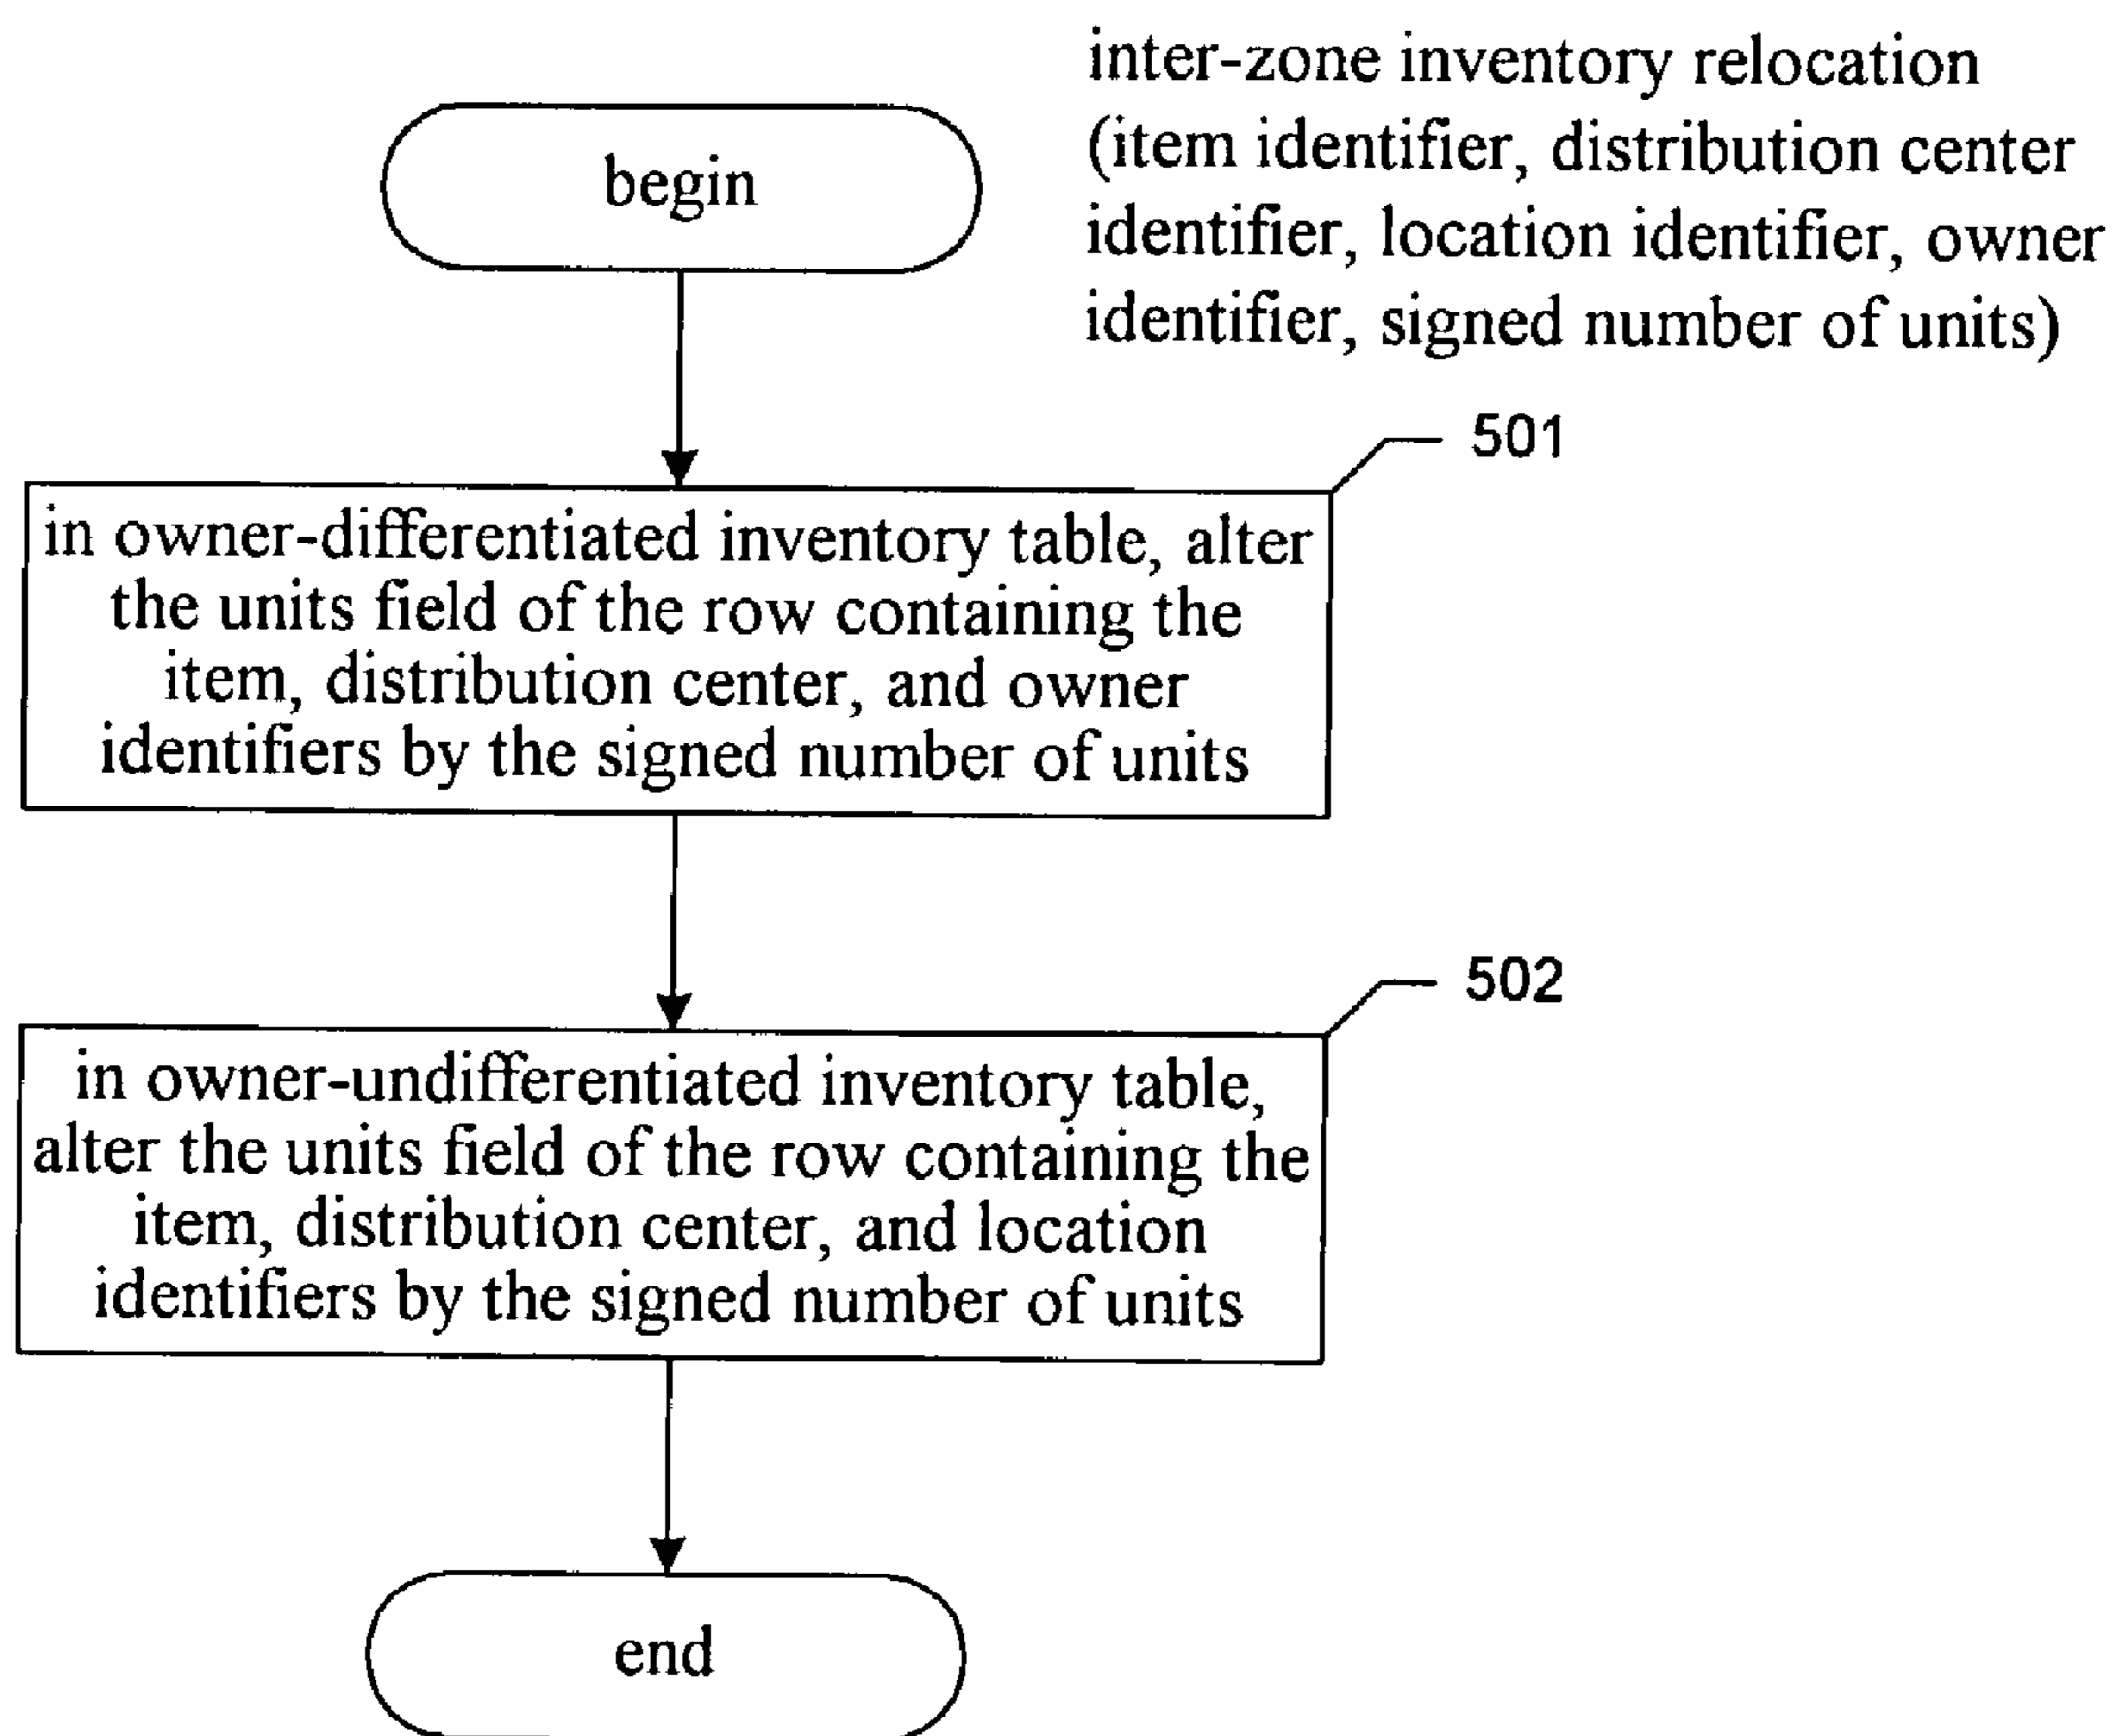 inter-zone inventory relocation
(item identifier, distribution center
identifier, location identifier, owner
identifier, signed number of units)
begin
501
in owner-differentiated inventory table, alter
the units field of the row containing the
item, distribution center, and owner
identifiers by the signed number of units
502
in owner-undifferentiated inventory table,
alter the units field of the row containing the
item, distribution center, and location
identifiers by the signed number of units
end